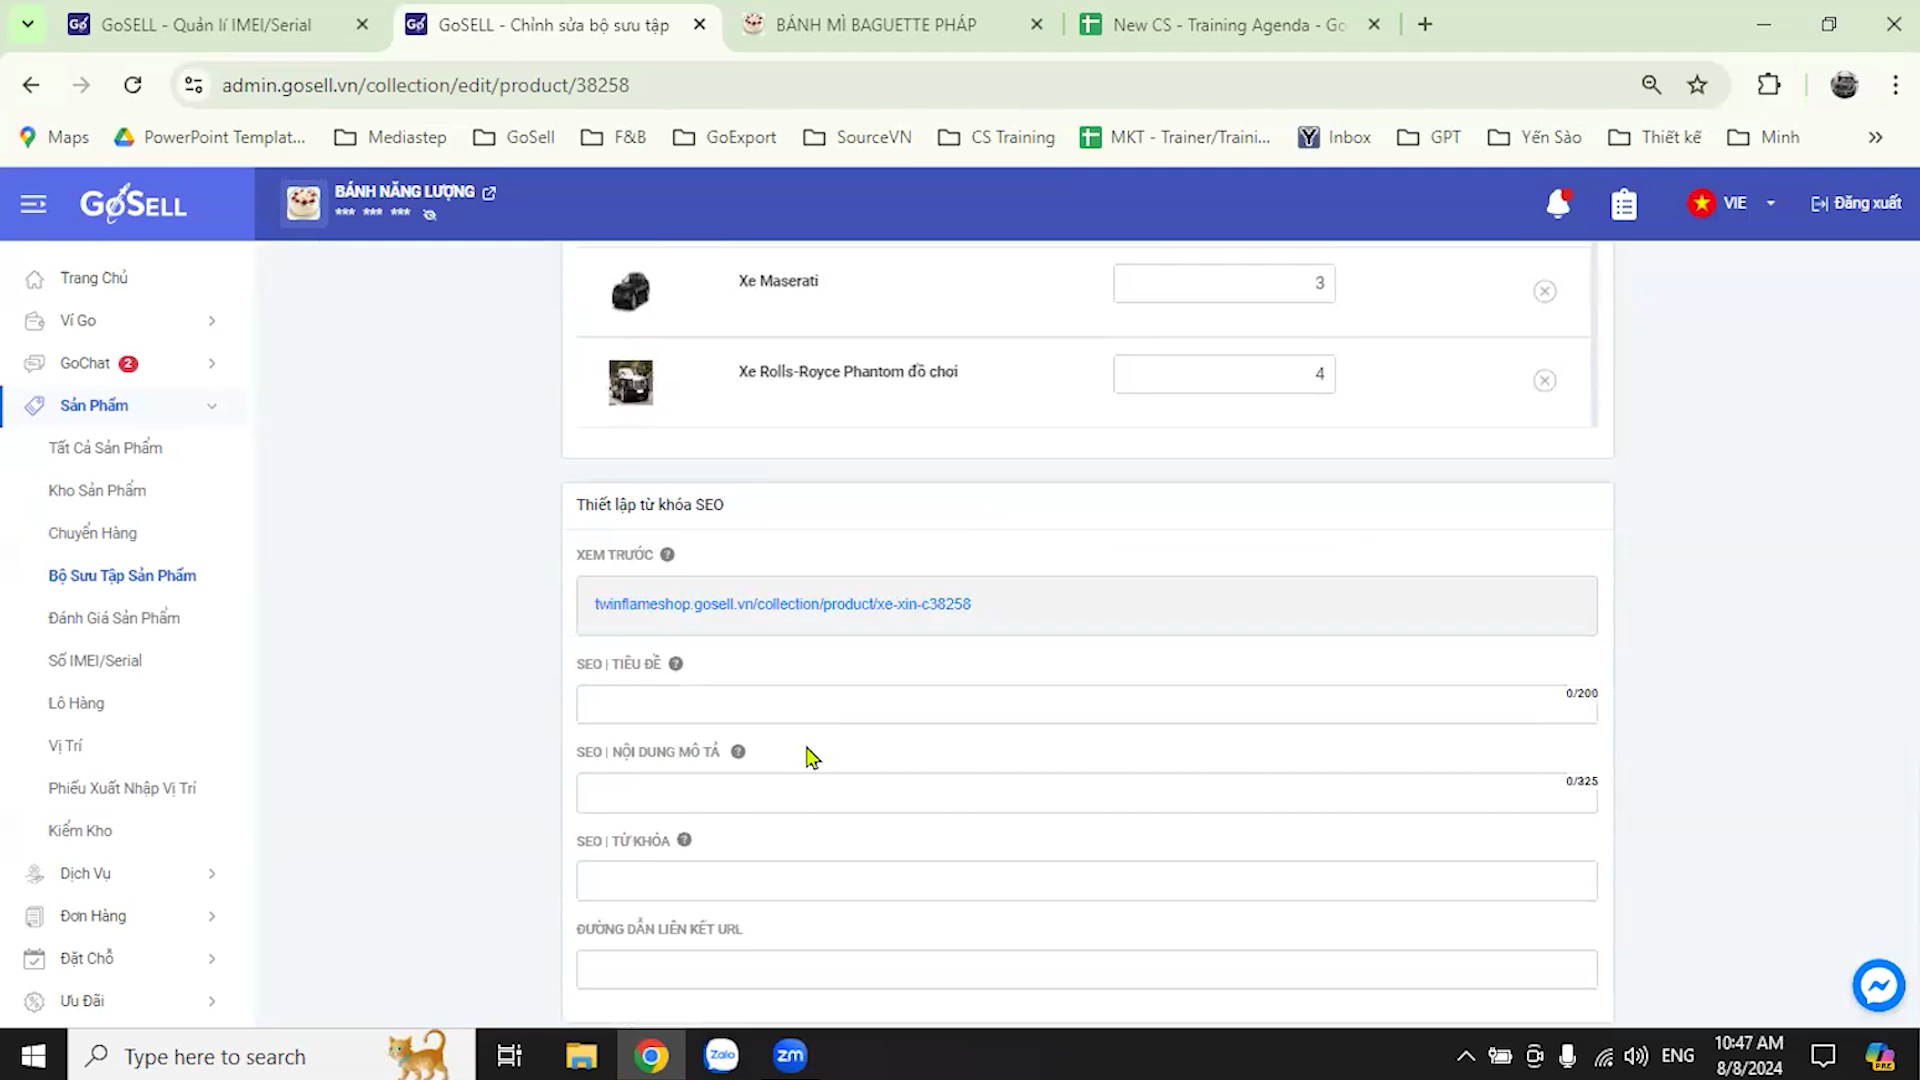 GoSELL - Quản lí IMEI/Serial
GoSELL - Chỉnh sửa bộ sưu tập
BÁNH MÌ BAGUETTE PHÁP
New CS - Training Agenda - Go
admin.gosell.vn/collection/edit/product/38258
Maps
PowerPoint Templat...
Mediastep
GoSell
F&B
GoExport
SourceVN
CS Training
MKT - Trainer/Traini...
Inbox
GPT
Yến Sào
Thiết kế
Minh
»
GoSELL
BÁNH NĂNG LƯỢNG
*** *** ***
VIE
Đăng xuất
Trang Chủ
Ví Go
GoChat 2
Sản Phẩm
Tất Cả Sản Phẩm
Kho Sản Phẩm
Chuyển Hàng
Bộ Sưu Tập Sản Phẩm
Đánh Giá Sản Phẩm
Số IMEI/Serial
Lô Hàng
Vị Trí
Phiếu Xuất Nhập Vị Trí
Kiểm Kho
Dịch Vụ
Đơn Hàng
Đặt Chỗ
Ưu Đãi
Xe Maserati
3
Xe Rolls-Royce Phantom đồ chơi
4
Thiết lập từ khóa SEO
XEM TRƯỚC
twinflameshop.gosell.vn/collection/product/xe-xin-c38258
SEO | TIÊU ĐỀ
0/200
SEO | NỘI DUNG MÔ TẢ
0/325
SEO | TỪ KHÓA
ĐƯỜNG DẪN LIÊN KẾT URL
Type here to search
Zalo
zm
ENG
10:47 AM
8/8/2024
PRE